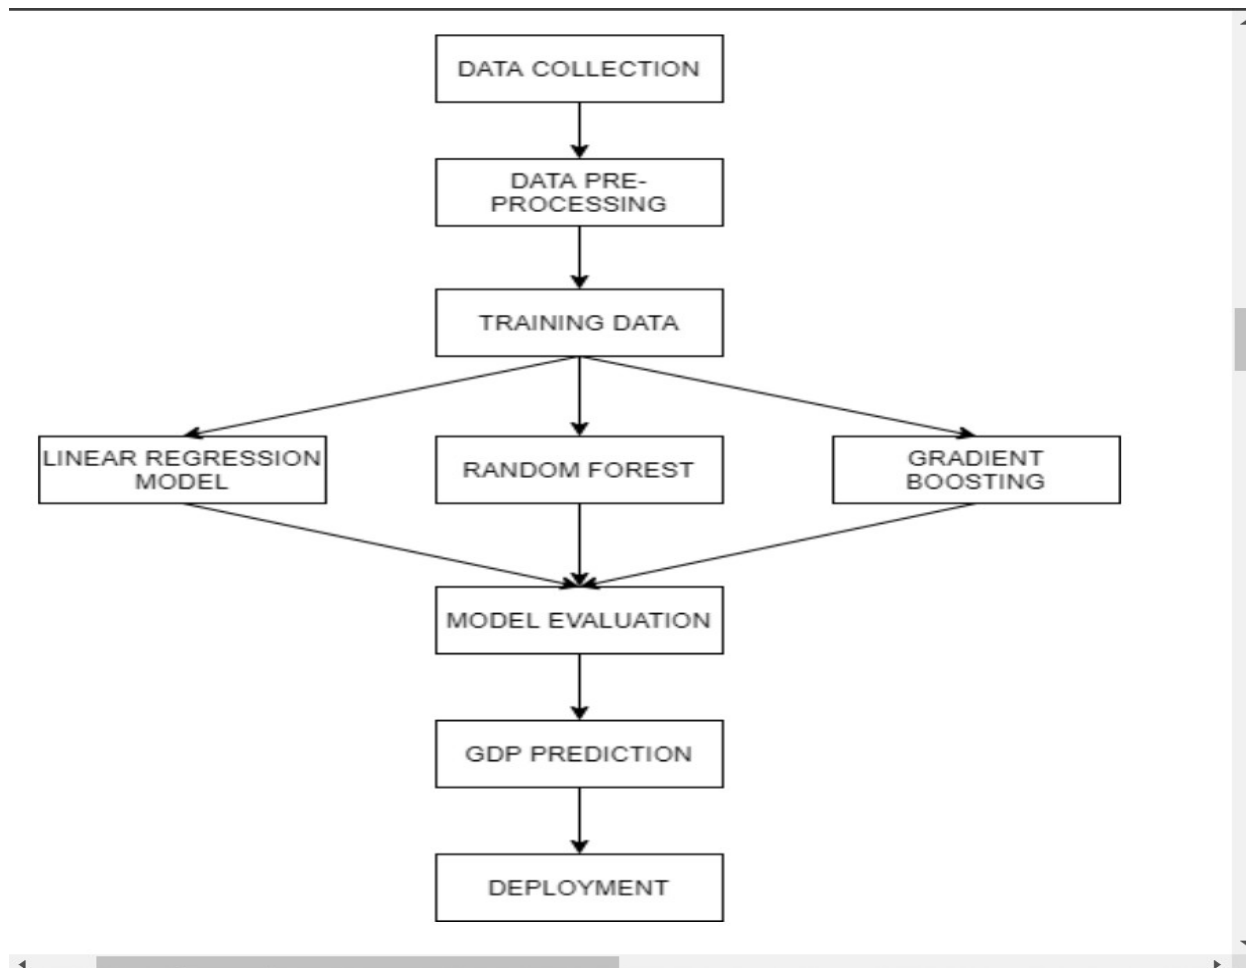 DATA COLLECTION
DATA PRE-
PROCESSING
TRAINING DATA
LINEAR REGRESSION
MODEL
RANDOM FOREST
GRADIENT
BOOSTING
MODEL EVALUATION
GDP PREDICTION
DEPLOYMENT